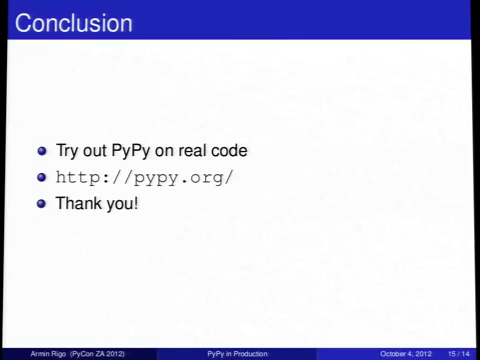 Conclusion
Try out PyPy on real code
http://pypy.org/
Thank you!
Armin Rigo (PyCon ZA 2012) PyPy in Production October 4, 2012 15 / 14